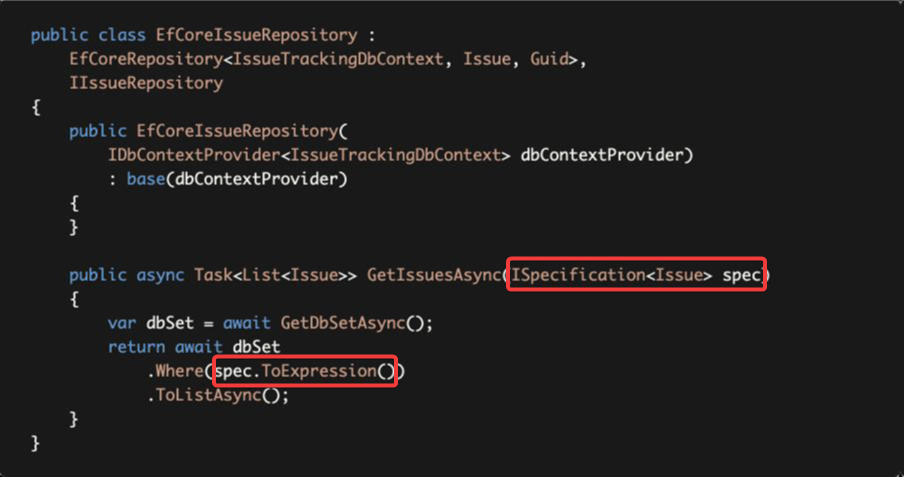 public class EfCoreIssueRepository :
    EfCoreRepository<IssueTrackingDbContext, Issue, Guid>,
    IIssueRepository
{
    public EfCoreIssueRepository(
        IDbContextProvider<IssueTrackingDbContext> dbContextProvider)
        : base(dbContextProvider)
    {
    }

    public async Task<List<Issue>> GetIssuesAsync(ISpecification<Issue> spec)
    {
        var dbSet = await GetDbSetAsync();
        return await dbSet
            .Where(spec.ToExpression())
            .ToListAsync();
    }
}